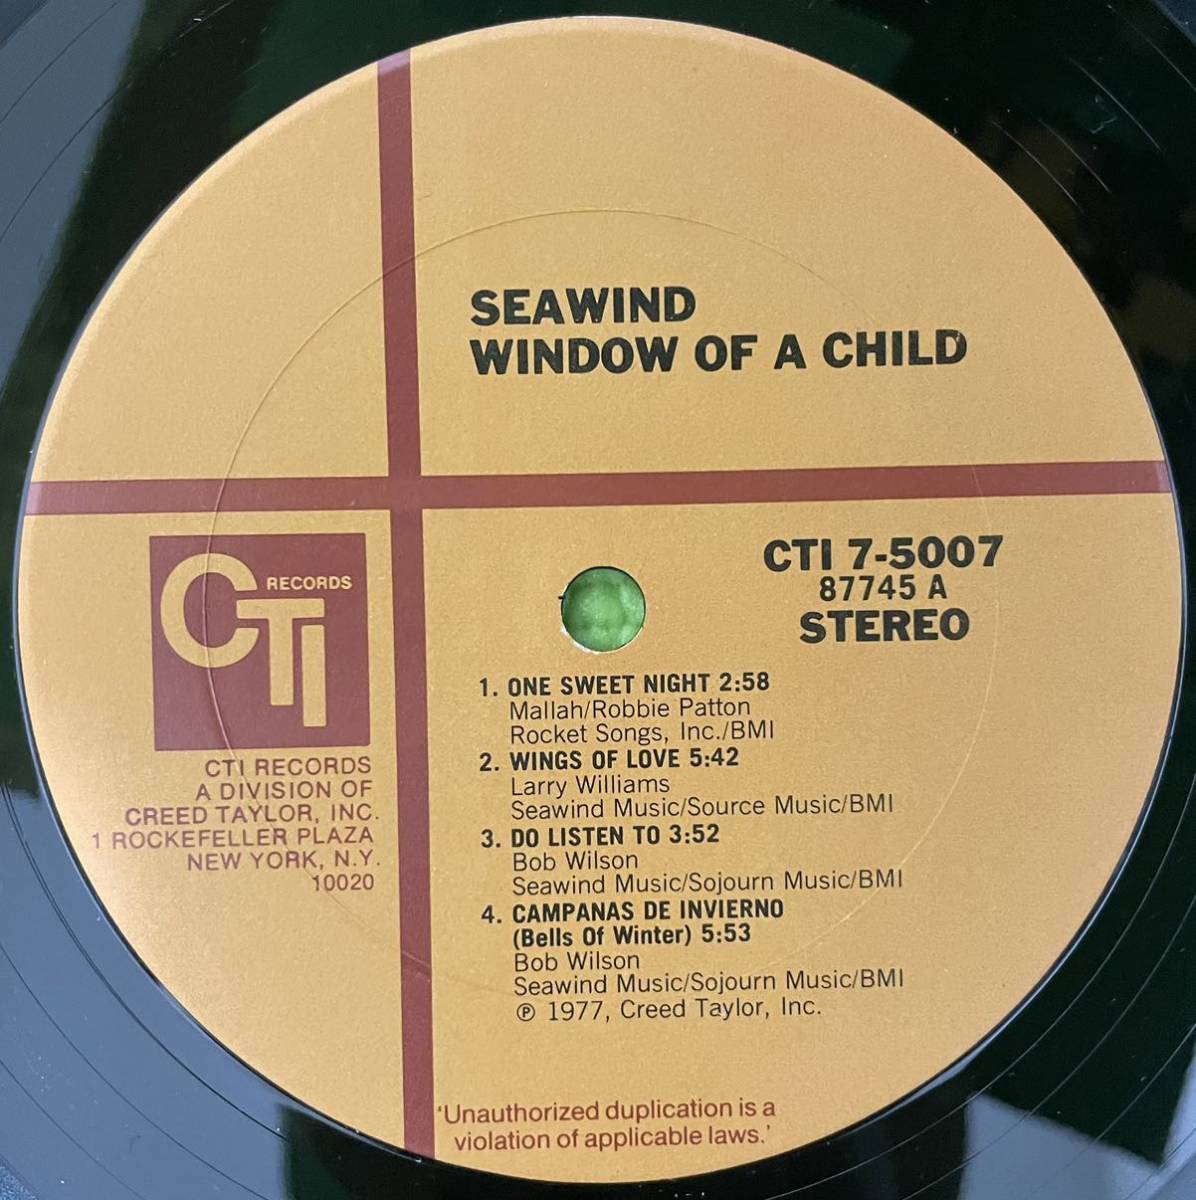 SEAWIND
WINDOW OF A CHILD
CTI RECORDS
CTI RECORDS
A DIVISION OF
CREED TAYLOR, INC.
1 ROCKEFELLER PLAZA
NEW YORK, N.Y.
10020
CTI 7-5007
87745 A
STEREO
1. ONE SWEET NIGHT 2:58
Mallah/Robbie Patton
Rocket Songs, Inc./BMI
2. WINGS OF LOVE 5:42
Larry Williams
Seawind Music/Source Music/BMI
3. DO LISTEN TO 3:52
Bob Wilson
Seawind Music/Sojourn Music/BMI
4. CAMPANAS DE INVIERNO
(Bells Of Winter) 5:53
Bob Wilson
Seawind Music/Sojourn Music/BMI
℗ 1977, Creed Taylor, Inc.
'Unauthorized duplication is a
violation of applicable laws.'